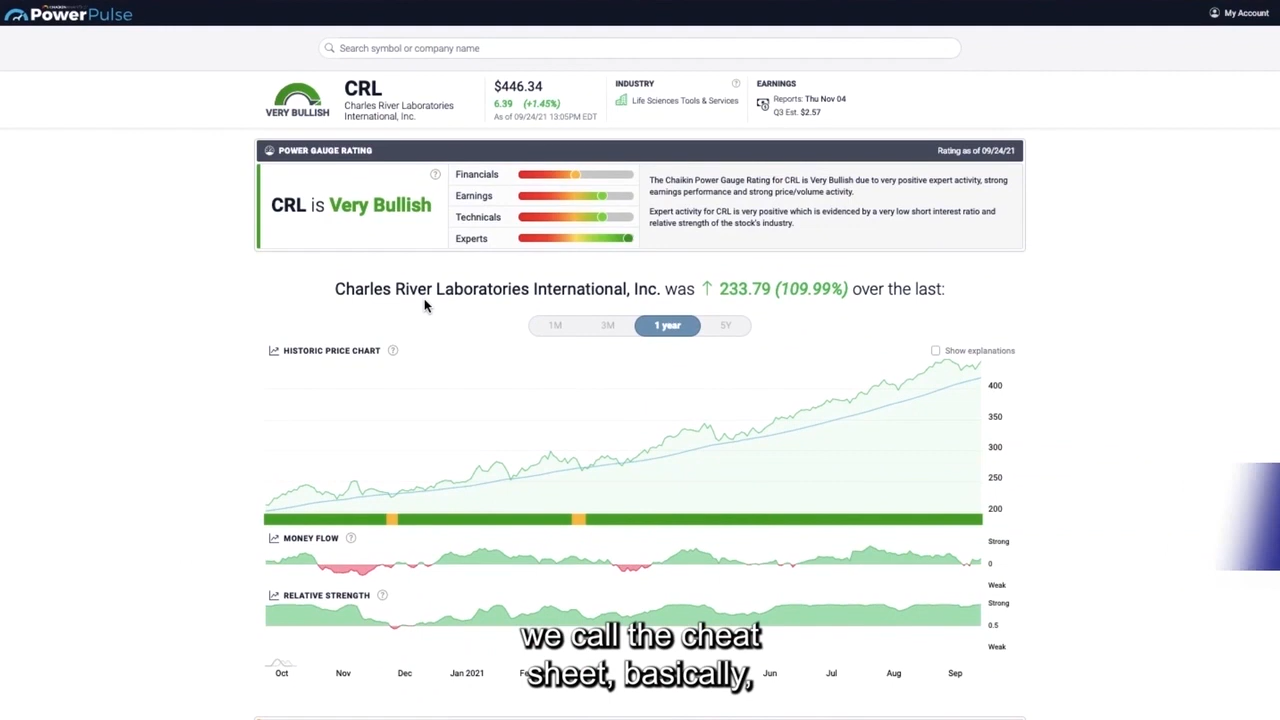 CHAIKIN ANALYTICS
PowerPulse
My Account
Search symbol or company name
VERY BULLISH
CRL
Charles River Laboratories
International, Inc.
$446.34
6.39 (+1.45%)
As of 09/24/21 13:05PM EDT
INDUSTRY
Life Sciences Tools & Services
EARNINGS
Reports: Thu Nov 04
Q3 Est. $2.57
POWER GAUGE RATING
Rating as of 09/24/21
CRL is Very Bullish
Financials
Earnings
Technicals
Experts
The Chaikin Power Gauge Rating for CRL is Very Bullish due to very positive expert activity, strong
earnings performance and strong price/volume activity.
Expert activity for CRL is very positive which is evidenced by a very low short interest ratio and
relative strength of the stock's industry.
Charles River Laboratories International, Inc. was ↑ 233.79 (109.99%) over the last:
1M 3M 1 year 5Y
HISTORIC PRICE CHART
Show explanations
400
350
300
250
200
MONEY FLOW
Strong
0
Weak
RELATIVE STRENGTH
Strong
0.5
Weak
we call the cheat
sheet, basically,
Oct Nov Dec Jan 2021 Jun Jul Aug Sep